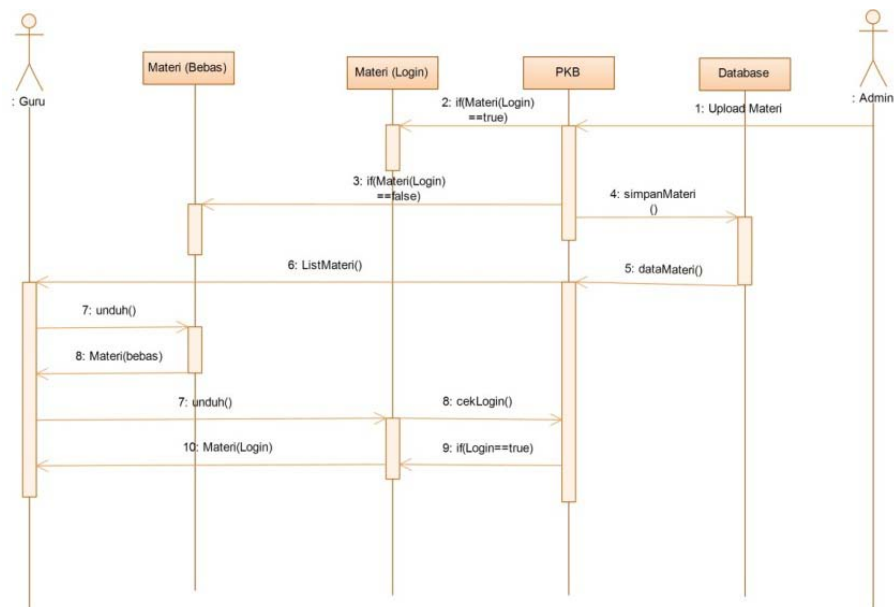 Materi (Bebas)
Materi (Login)
PKB
Database
: Guru
: Admin
2: if(Materi(Login)
==true)
1: Upload Materi
3: if(Materi(Login)
==false)
4: simpanMateri
()
6: ListMateri()
5: dataMateri()
7: unduh()
8: Materi(bebas)
7: unduh()
8: cekLogin()
10: Materi(Login)
9: if(Login==true)